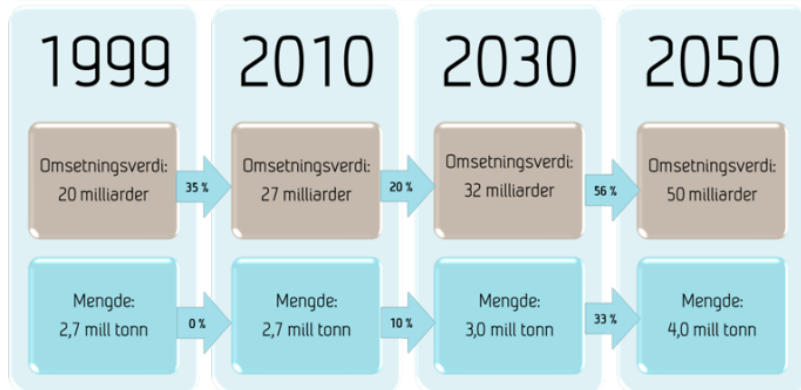 1999
2010
2030
2050
Omsetningsverdi:
20 milliarder
35 %
Omsetningsverdi:
27 milliarder
20 %
Omsetningsverdi:
32 milliarder
56 %
Omsetningsverdi:
50 milliarder
Mengde:
2,7 mill tonn
0 %
Mengde:
2,7 mill tonn
10 %
Mengde:
3,0 mill tonn
33 %
Mengde:
4,0 mill tonn